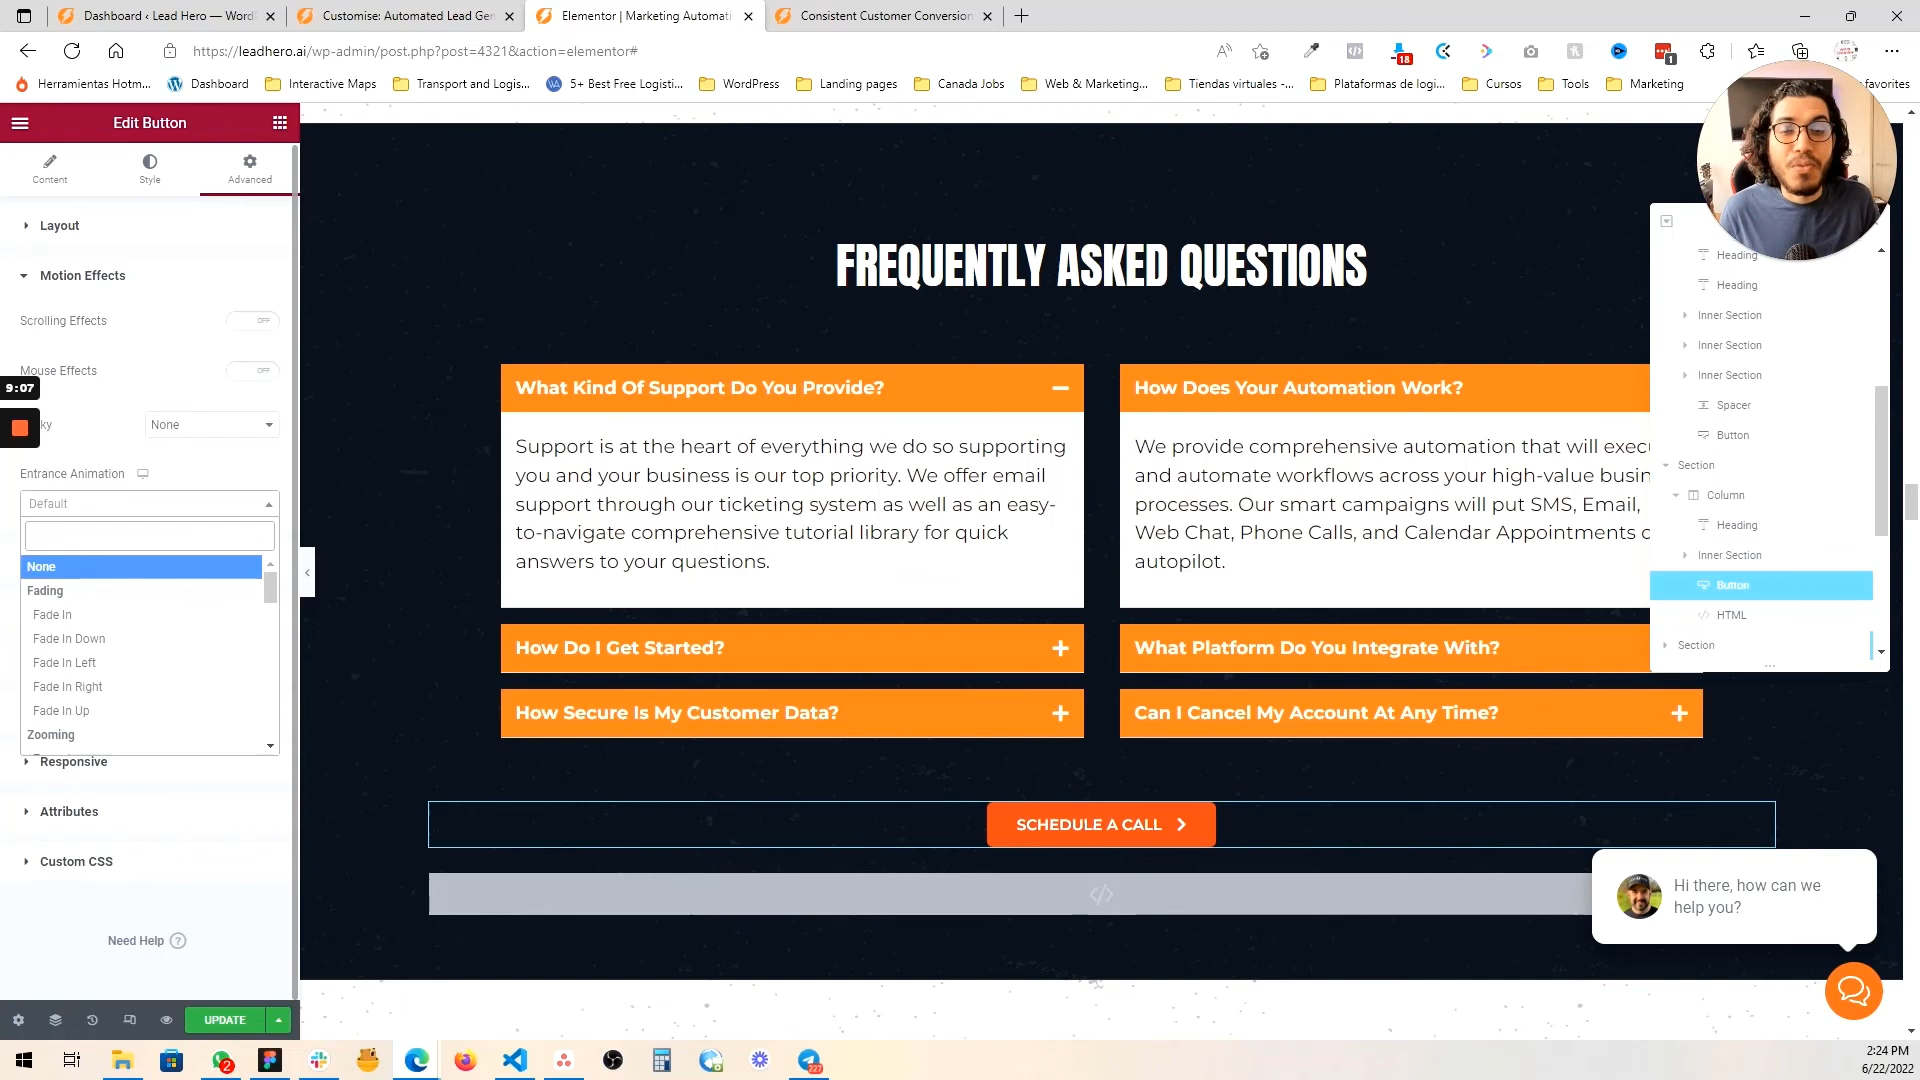 Dashboard ‹ Lead Hero — WordP
Customise: Automated Lead Gen
Elementor | Marketing Automati
Consistent Customer Conversion
https://leadhero.ai/wp-admin/post.php?post=4321&action=elementor#
18
1
Herramientas Hotm...
Dashboard
Interactive Maps
Transport and Logis...
5+ Best Free Logisti...
WordPress
Landing pages
Canada Jobs
Web & Marketing...
Tiendas virtuales -...
Plataformas de logi...
Cursos
Tools
Marketing
favorites
Edit Button
Content
Style
Advanced
Layout
Motion Effects
Scrolling Effects
OFF
Mouse Effects
OFF
9:07
ky
None
Entrance Animation
Default
None
Fading
Fade In
Fade In Down
Fade In Left
Fade In Right
Fade In Up
Zooming
Responsive
Attributes
Custom CSS
Need Help ?
UPDATE
FREQUENTLY ASKED QUESTIONS
What Kind Of Support Do You Provide?
Support is at the heart of everything we do so supporting
you and your business is our top priority. We offer email
support through our ticketing system as well as an easy-
to-navigate comprehensive tutorial library for quick
answers to your questions.
How Do I Get Started?
How Secure Is My Customer Data?
How Does Your Automation Work?
We provide comprehensive automation that will execu
and automate workflows across your high-value busin
processes. Our smart campaigns will put SMS, Email,
Web Chat, Phone Calls, and Calendar Appointments o
autopilot.
What Platform Do You Integrate With?
Can I Cancel My Account At Any Time?
SCHEDULE A CALL
Heading
Heading
Inner Section
Inner Section
Inner Section
Spacer
Button
Section
Column
Heading
Inner Section
Button
HTML
Section
Hi there, how can we
help you?
2
227
2:24 PM
6/22/2022